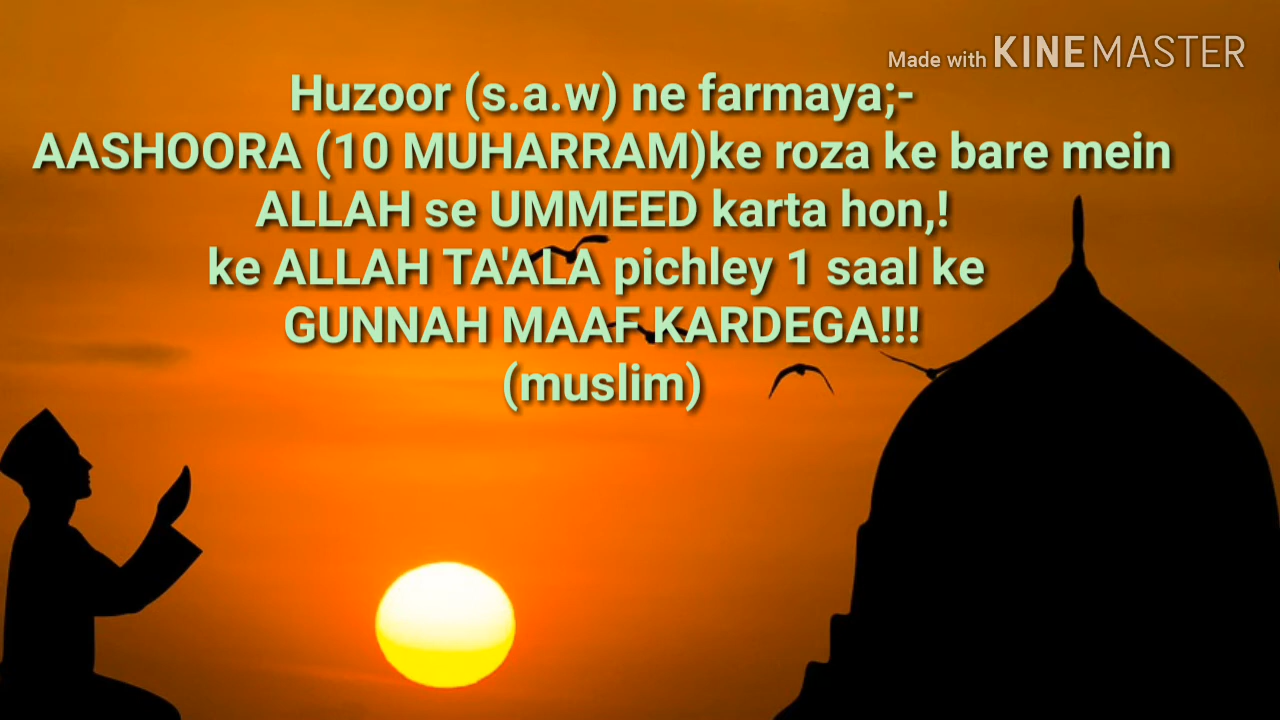 Made with KINEMASTER
Huzoor (s.a.w) ne farmaya;-
AASHOORA (10 MUHARRAM)ke roza ke bare mein
ALLAH se UMMEED karta hon,!
ke ALLAH TA'ALA pichley 1 saal ke
GUNNAH MAAF KARDEGA!!!
(muslim)